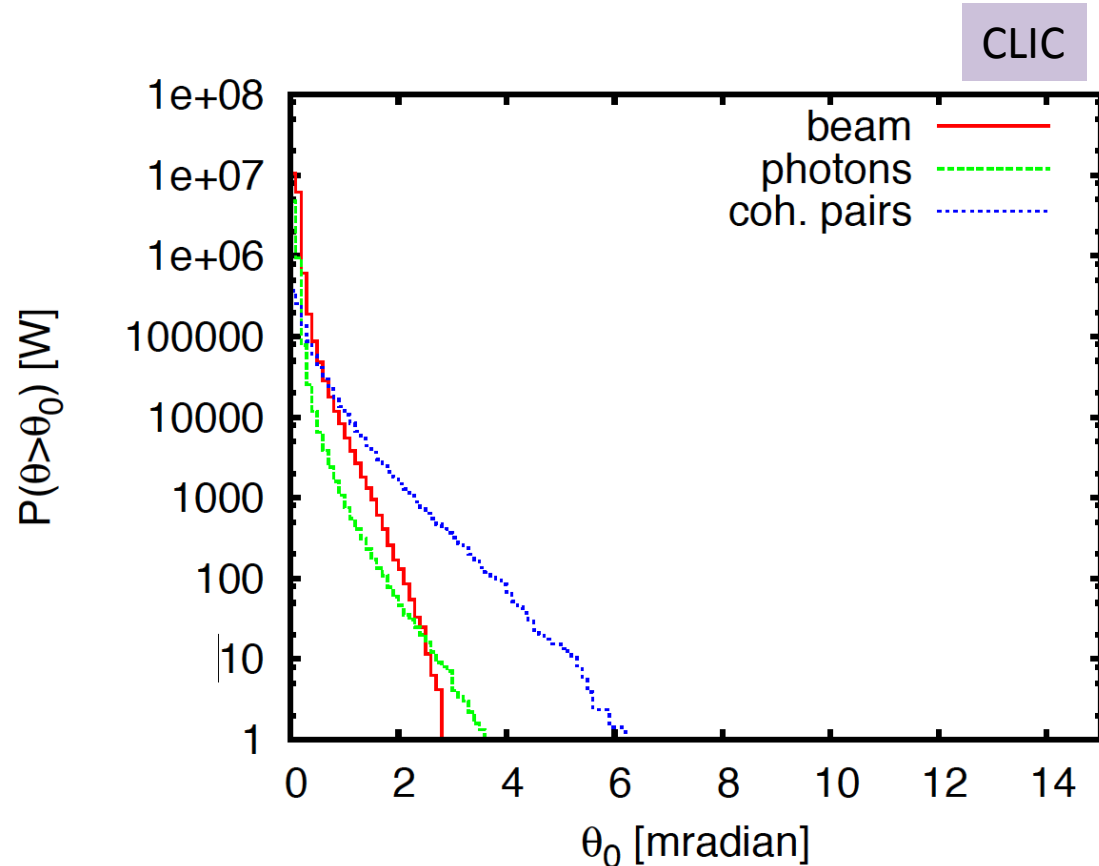 CLIC
1e+08
1e+07
1e+06
100000
10000
1000
100
10
1
P(θ>θ₀) [W]
beam
photons
coh. pairs
0 2 4 6 8 10 12 14
θ₀ [mradian]